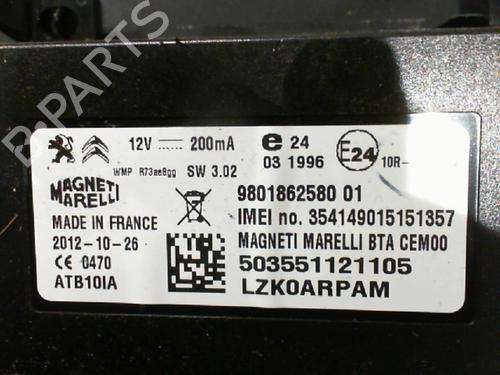 B-PARTS
12V 200mA
WMP R73aeBgg SW 3.02
e 24
03 1996
E24 10R-
MAGNETI
MARELLI
MADE IN FRANCE
2012-10-26
CE 0470
ATB10IA
9801862580 01
IMEI no. 354149015151357
MAGNETI MARELLI BTA CEM00
503551121105
LZK0ARPAM